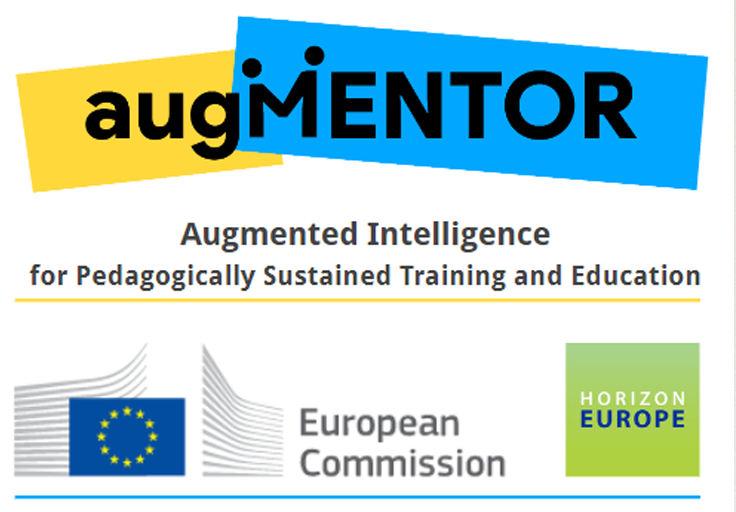 augMENTOR
Augmented Intelligence
for Pedagogically Sustained Training and Education
European
Commission
HORIZON
EUROPE